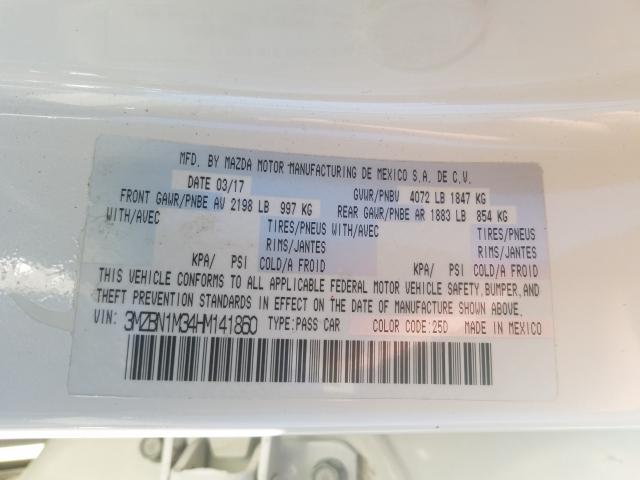 MFD. BY MAZDA MOTOR MANUFACTURING DE MEXICO S.A. DE C.V.
DATE 03/17 GVWR/PNBV 4072 LB 1847 KG
FRONT GAWR/PNBE AV 2198 LB 997 KG REAR GAWR/PNBE AR 1883 LB 854 KG
WITH/AVEC TIRES/PNEUS WITH/AVEC TIRES/PNEUS
RIMS/JANTES RIMS/JANTES
KPA/ PSI COLD/A FROID KPA/ PSI COLD/A FROID
THIS VEHICLE CONFORMS TO ALL APPLICABLE FEDERAL MOTOR VEHICLE SAFETY, BUMPER, AND
THEFT PREVENTION STANDARDS IN EFFECT ON THE DATE OF MANUFACTURE SHOWN ABOVE.
VIN: 3MZBN1M34HM141860 TYPE:PASS CAR COLOR CODE:25D MADE IN MEXICO